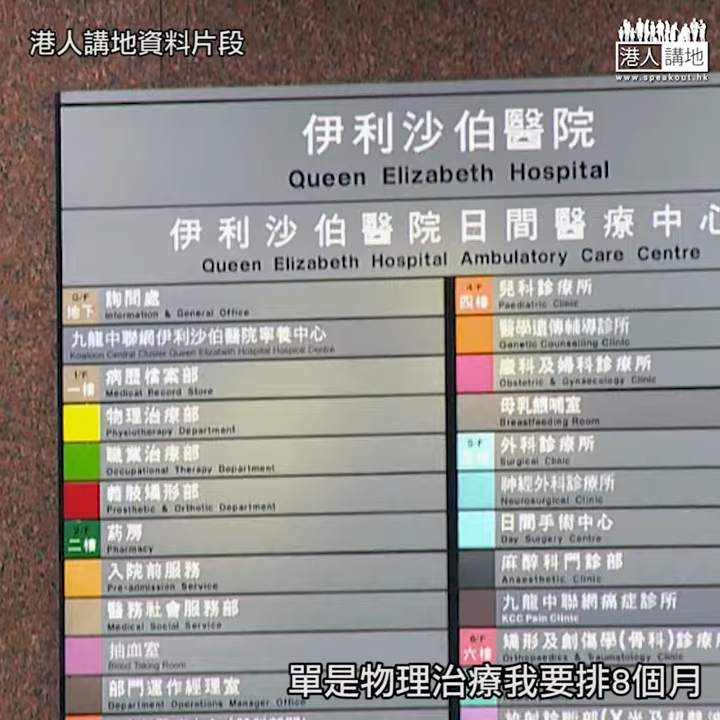 港人講地資料片段
港人講地
www.speakout.hk
伊利沙伯醫院
Queen Elizabeth Hospital
伊利沙伯醫院日間醫療中心
Queen Elizabeth Hospital Ambulatory Care Centre
G/F
地下
詢問處
Information & General Office
九龍中聯網伊利沙伯醫院寧養中心
Kowloon Central Cluster Queen Elizabeth Hospital Hospice Centre
1/F
一樓
病歷檔案部
Medical Record Store
物理治療部
Physiotherapy Department
職業治療部
Occupational Therapy Department
義肢矯形部
Prosthetic & Orthotic Department
2/F
二樓
葯房
Pharmacy
入院前服務
Pre-admission Service
醫務社會服務部
Medical Social Service
抽血室
Blood Taking Room
部門運作經理室
Department Operations Manager Office
4/F
四樓
兒科診療所
Paediatric Clinic
醫學遺傳輔導診所
Genetic Counselling Clinic
產科及婦科診療所
Obstetric & Gynaecology Clinic
母乳餵哺室
Breastfeeding Room
5/F
外科診療所
Surgical Clinic
神經外科診療所
Neurosurgical Clinic
日間手術中心
Day Surgery Centre
麻醉科門診部
Anaesthetic Clinic
九龍中聯網痛症診所
KCC Pain Clinic
6/F
六樓
矯形及創傷學(骨科)診療
Orthopaedics & Traumatology Clinic
單是物理治療我要排8個月